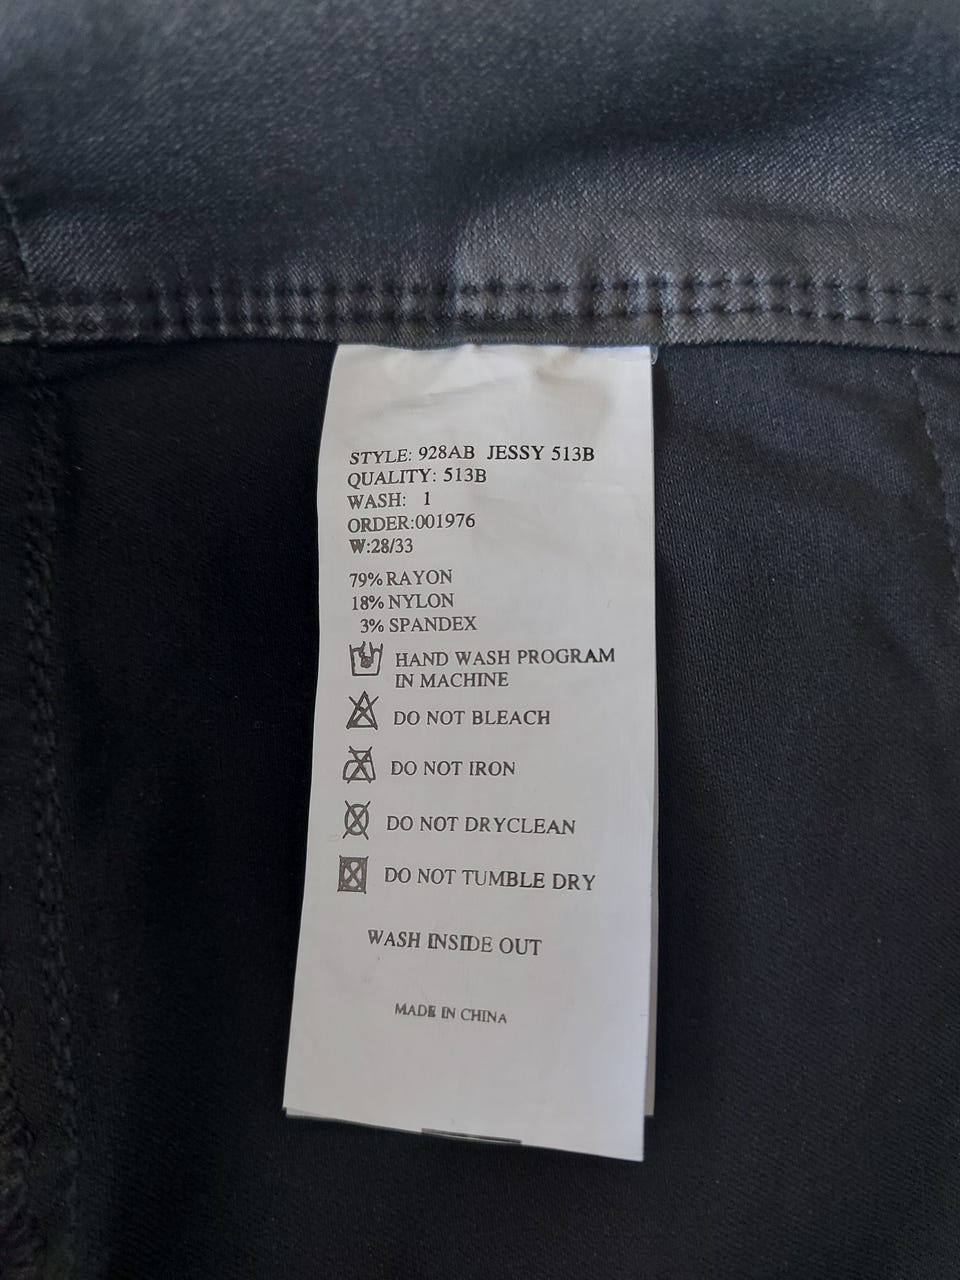 STYLE: 928AB JESSY 513B
QUALITY: 513B
WASH: 1
ORDER:001976
W:28/33
79% RAYON
18% NYLON
3% SPANDEX
HAND WASH PROGRAM
IN MACHINE
DO NOT BLEACH
DO NOT IRON
DO NOT DRYCLEAN
DO NOT TUMBLE DRY
WASH INSIDE OUT
MADE IN CHINA